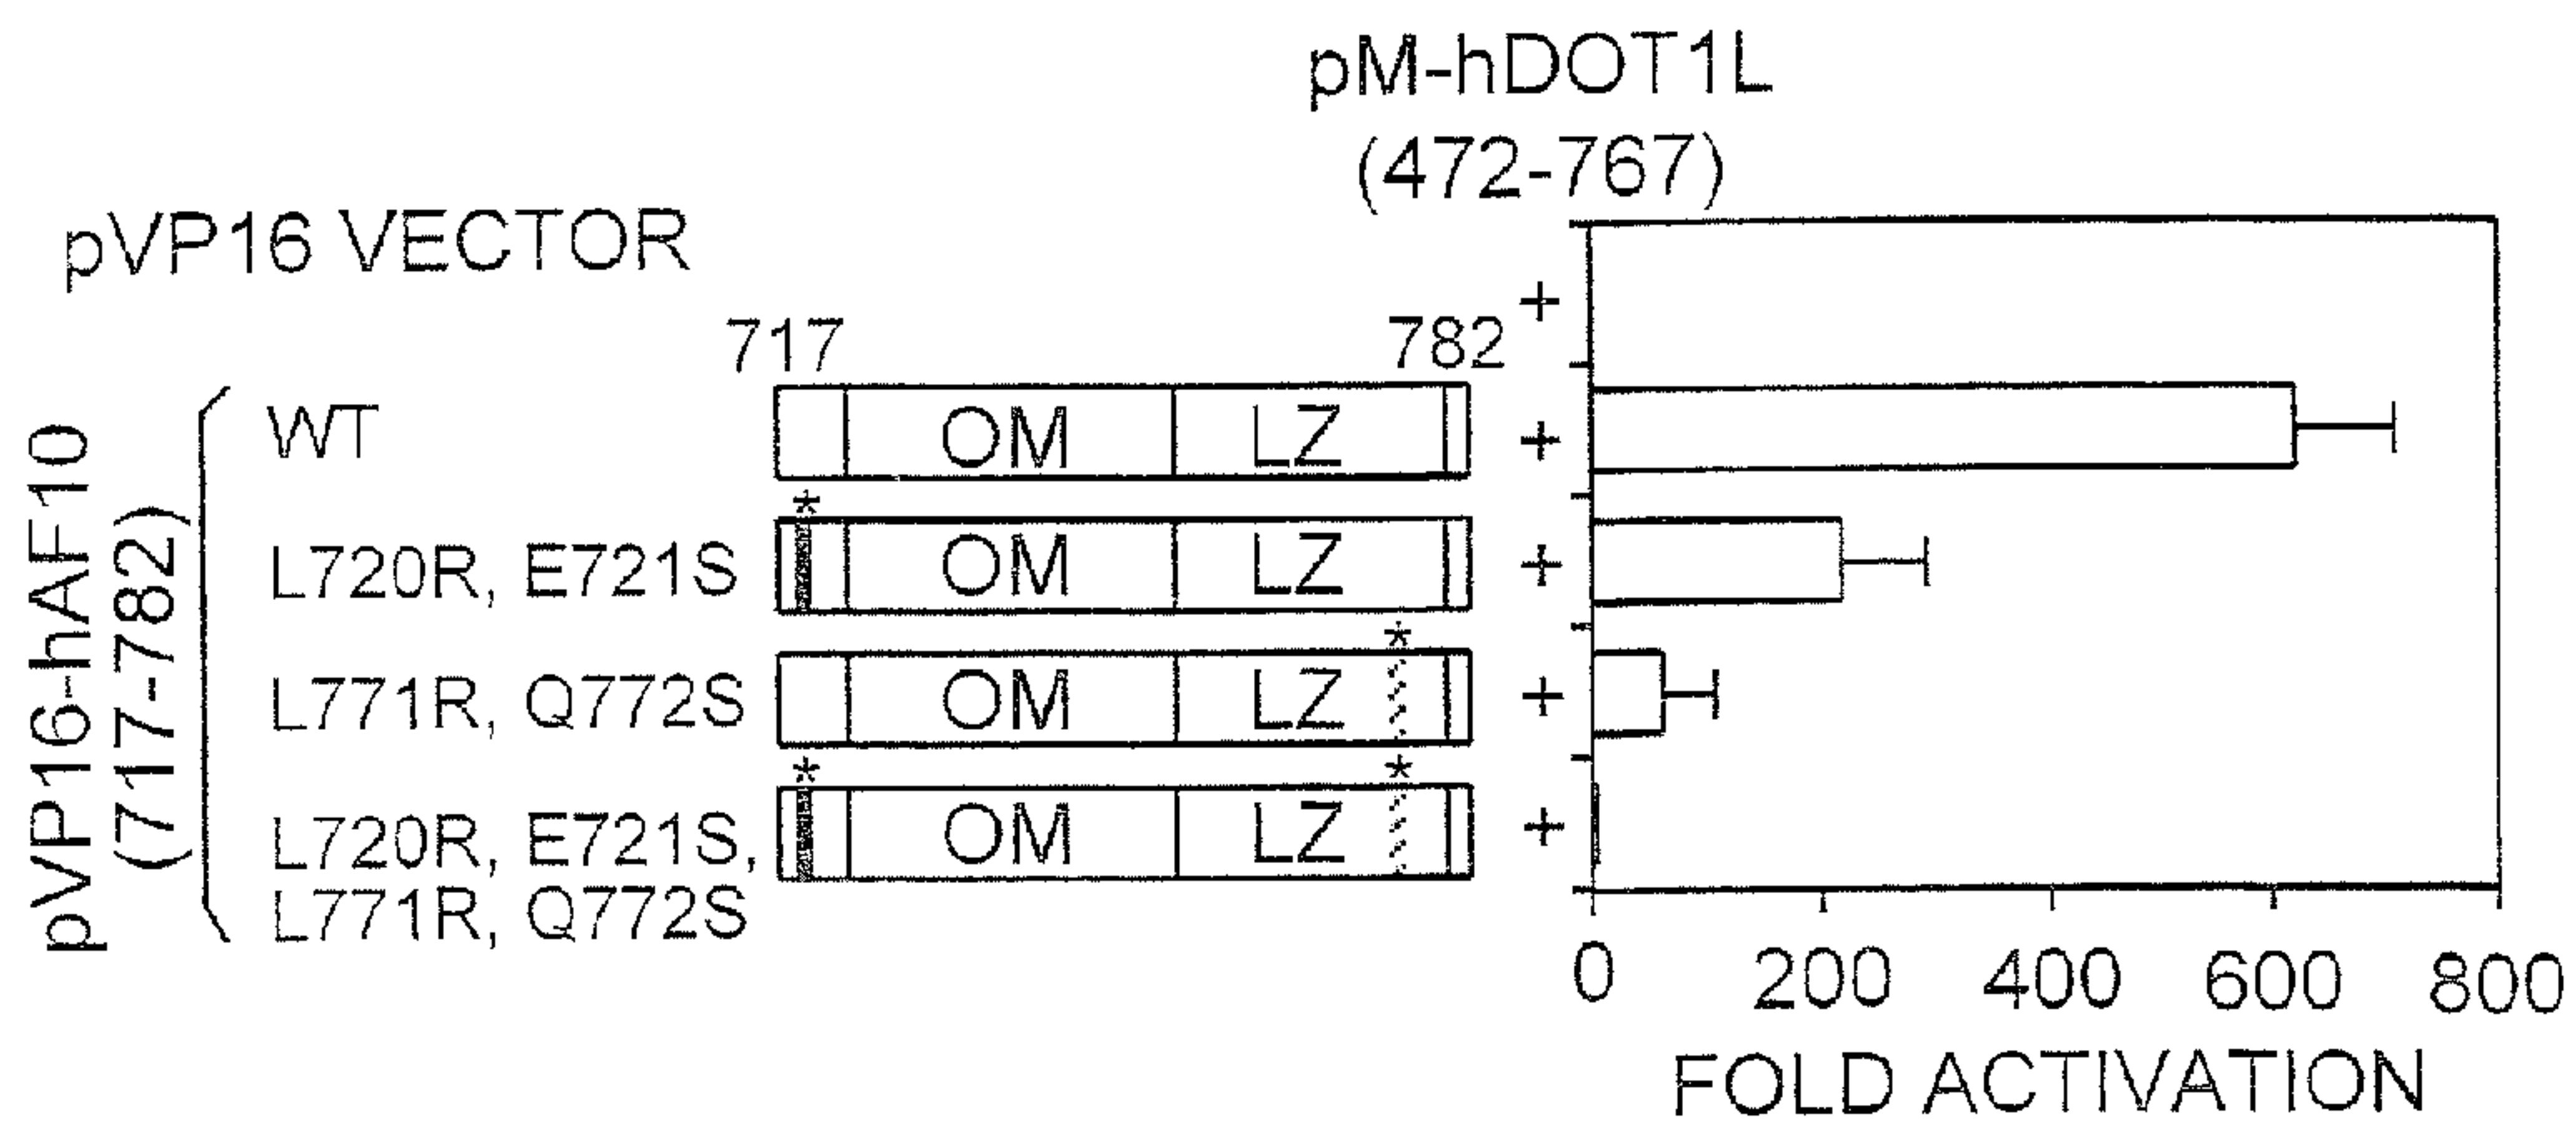 pM-hDOT1L
(472-767)
pVP16 VECTOR
+
717
782
pVP16-hAF10
(717-782)
WT
OM
LZ
+
*
L720R, E721S
OM
LZ
+
*
L771R, Q772S
OM
LZ
+
*
*
L720R, E721S,
L771R, Q772S
OM
LZ
+
0
200
400
600
800
FOLD ACTIVATION